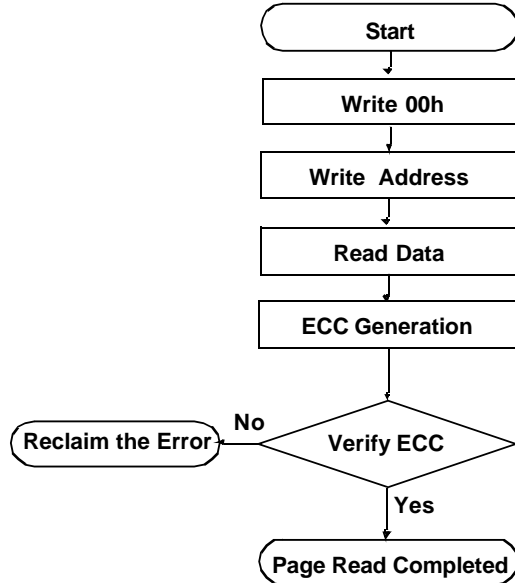 Start
Write 00h
Write Address
Read Data
ECC Generation
No
Reclaim the Error
Verify ECC
Yes
Page Read Completed